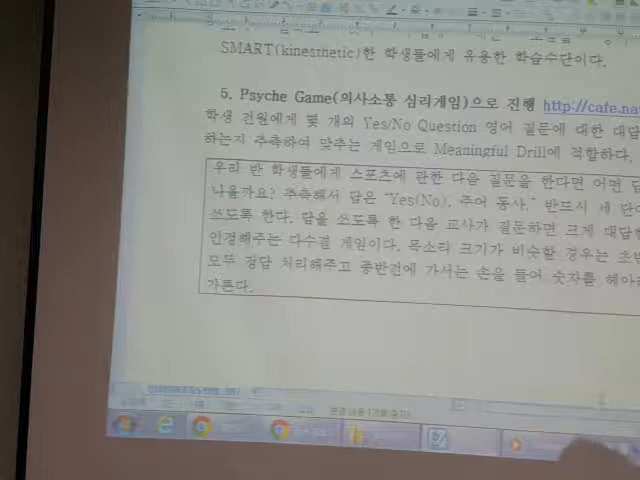 SMART(kinesthetic)한 학생들에게 유용한 학습수단이다.
5. Psyche Game(의사소통 심리게임)으로 진행 http://cafe.na
학생 전원에게 몇 개의 Yes/No Question 영어 질문에 대한 대답
하는지 추측하여 맞추는 게임으로 Meaningful Drill에 적합하다.
우리 반 학생들에게 스포츠에 관한 다음 질문을 한다면 어떤 답
나올까요? 추측해서 답은 "Yes(No), 주어 동사." 반드시 세 단어
쓰도록 한다. 답을 쓰도록 한 다음 교사가 질문하면 크게 대답한
인정해주는 다수결 게임이다. 목소리 크기가 비슷할 경우는 초반
모두 정답 처리해주고 중반전에 가서는 손을 들어 숫자를 헤아려
가른다.